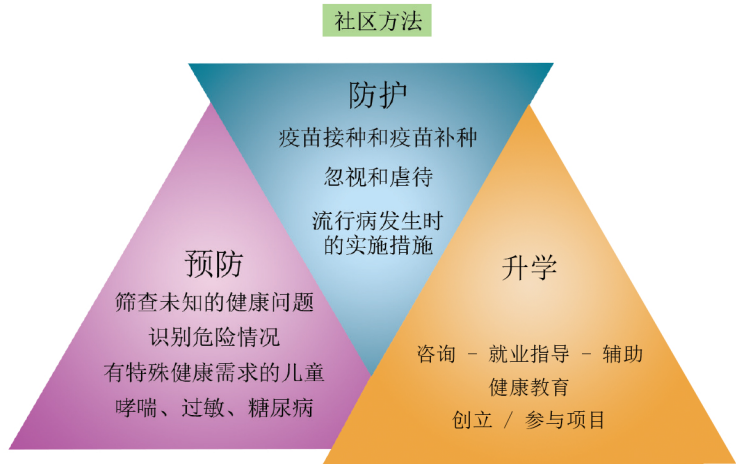 社区方法
防护
疫苗接种和疫苗补种
忽视和虐待
流行病发生时
的实施措施
预防
筛查未知的健康问题
识别危险情况
有特殊健康需求的儿童
哮喘、过敏、糖尿病
升学
咨询 - 就业指导 - 辅助
健康教育
创立 / 参与项目